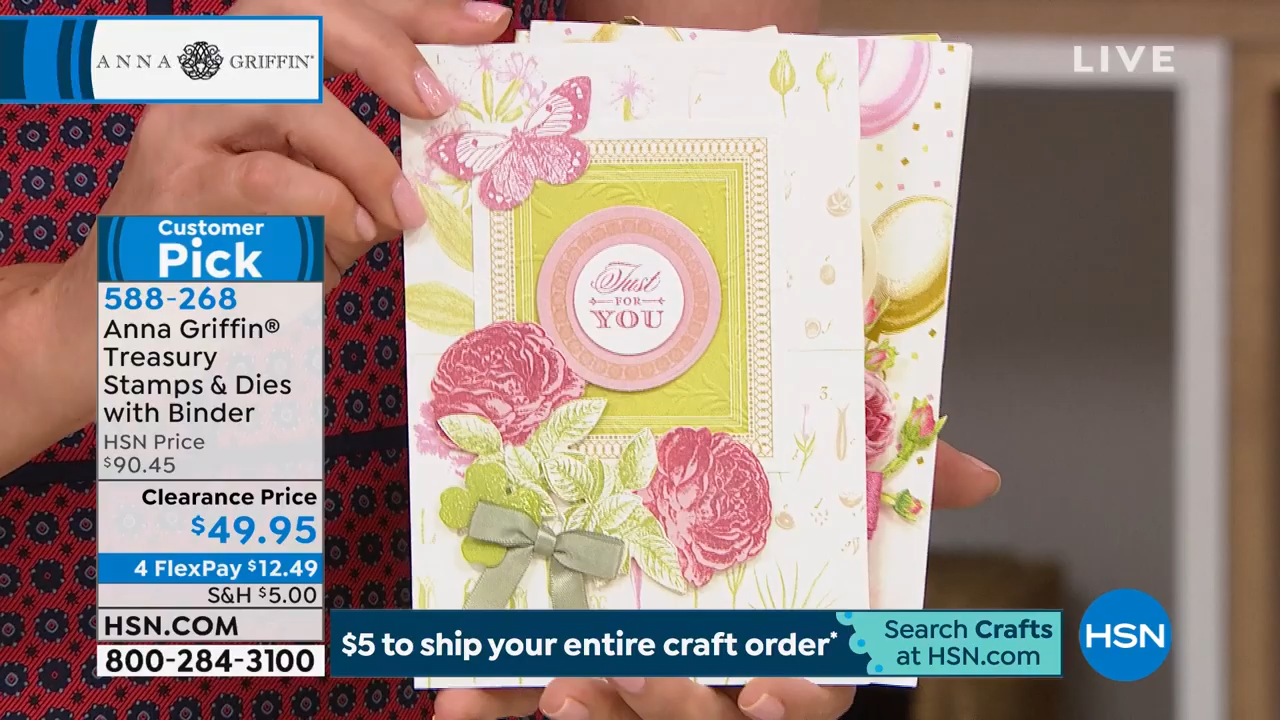 ANNA GRIFFIN®
LIVE
Customer
Pick
588-268
Anna Griffin®
Treasury
Stamps & Dies
with Binder
HSN Price
$90.45
Clearance Price
$49.95
4 FlexPay $12.49
S&H $5.00
HSN.COM
800-284-3100
Just
FOR
YOU
3.
$5 to ship your entire craft order*
Search Crafts
at HSN.com
HSN